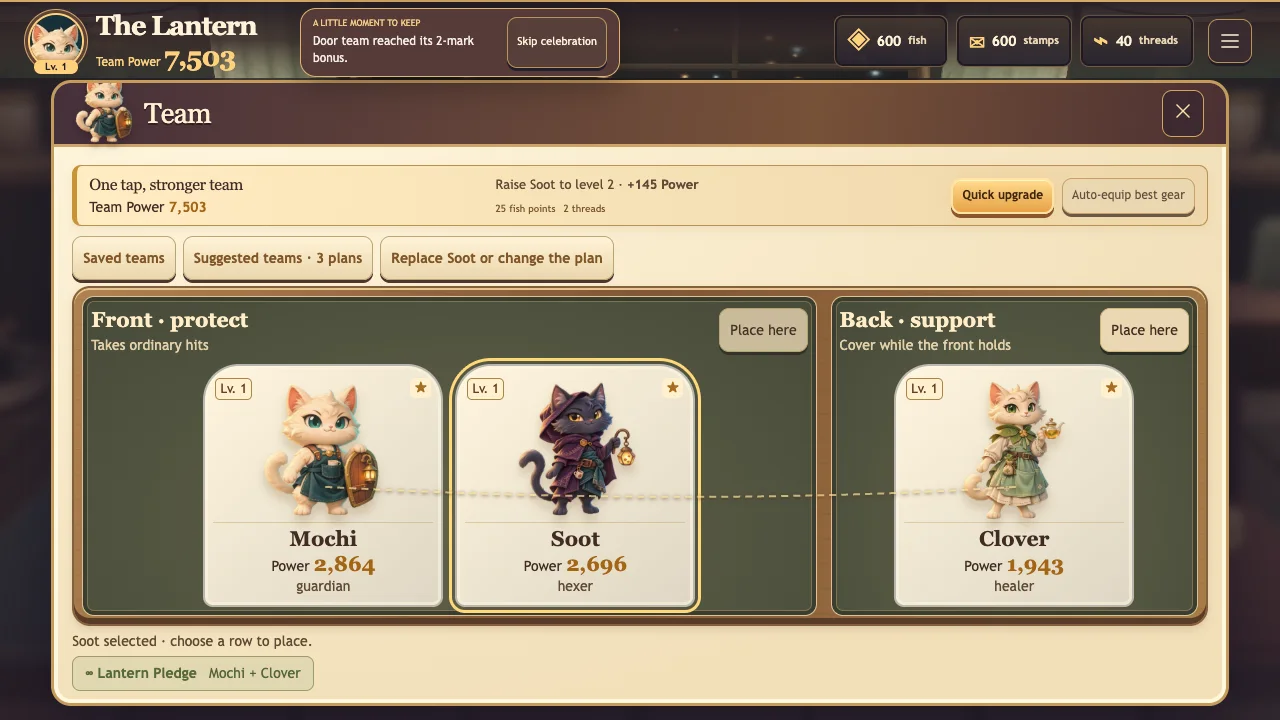 The Lantern
Team Power 7,503
Lv. 1
A LITTLE MOMENT TO KEEP
Door team reached its 2-mark
bonus.
Skip celebration
600 fish
600 stamps
40 threads
Team
One tap, stronger team
Team Power 7,503
Raise Soot to level 2 · +145 Power
25 fish points 2 threads
Quick upgrade
Auto-equip best gear
Saved teams
Suggested teams · 3 plans
Replace Soot or change the plan
Front · protect
Takes ordinary hits
Place here
Back · support
Cover while the front holds
Place here
Lv. 1
Mochi
Power 2,864
guardian
Lv. 1
Soot
Power 2,696
hexer
Lv. 1
Clover
Power 1,943
healer
Soot selected · choose a row to place.
∞ Lantern Pledge Mochi + Clover